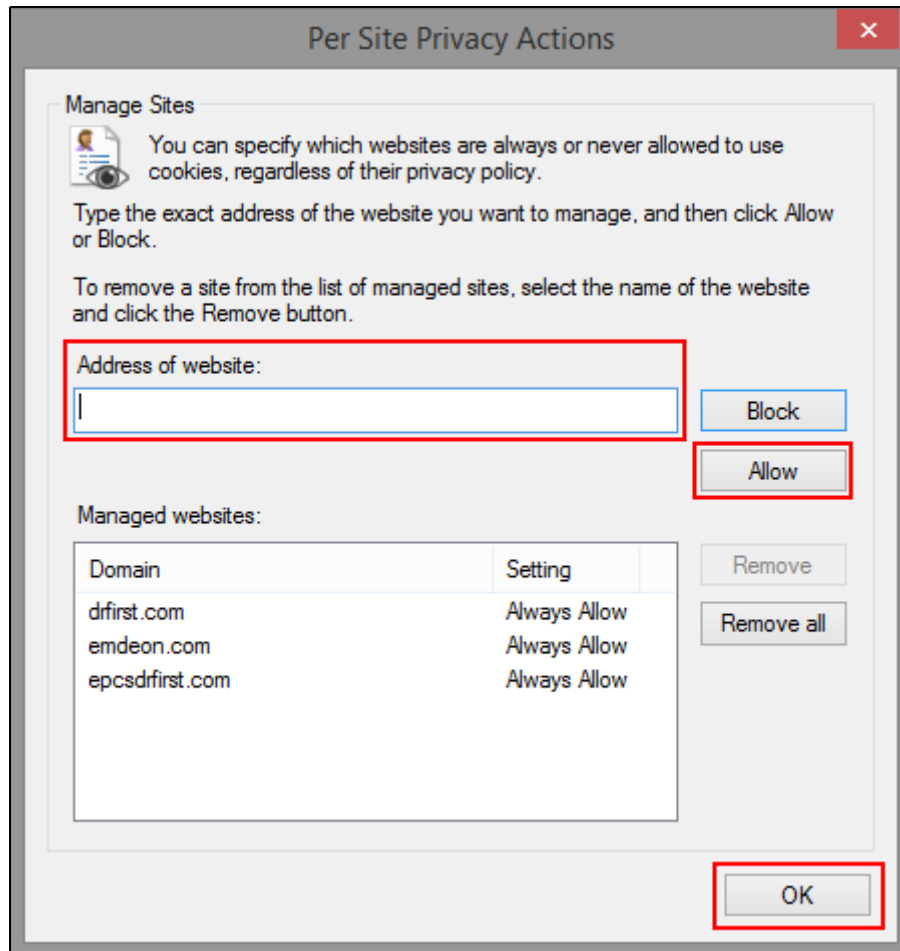 Per Site Privacy Actions
Manage Sites
You can specify which websites are always or never allowed to use
cookies, regardless of their privacy policy.
Type the exact address of the website you want to manage, and then click Allow
or Block.
To remove a site from the list of managed sites, select the name of the website
and click the Remove button.
Address of website:
Block
Allow
Managed websites:
Domain Setting
Remove
drfirst.com Always Allow
Remove all
emdeon.com Always Allow
epcsdrfirst.com Always Allow
OK